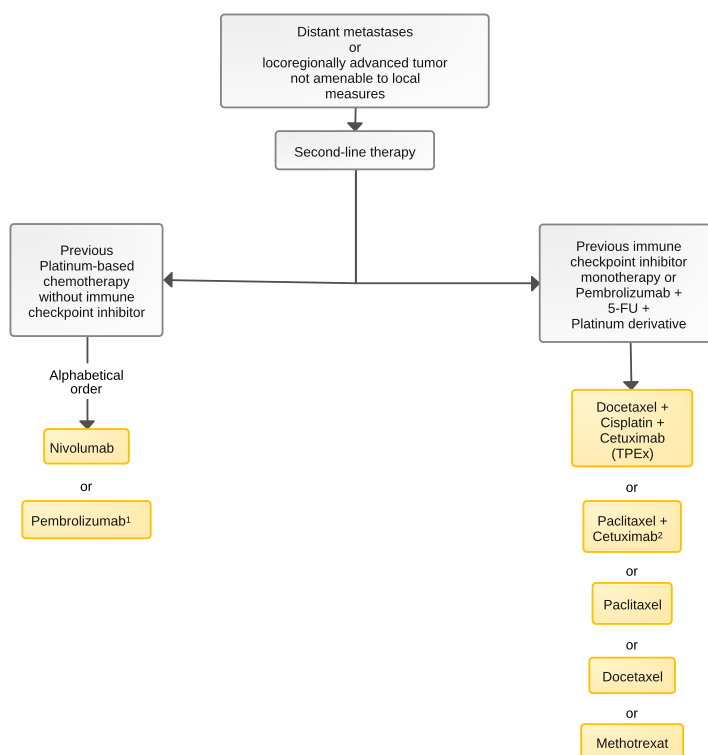 Distant metastases
or
locoregionally advanced tumor
not amenable to local
measures
Second-line therapy
Previous
Platinum-based
chemotherapy
without immune
checkpoint inhibitor
Alphabetical
order
Nivolumab
or
Pembrolizumab1
Previous immune
checkpoint inhibitor
monotherapy or
Pembrolizumab +
5-FU +
Platinum derivative
Docetaxel +
Cisplatin +
Cetuximab
(TPEx)
or
Paclitaxel +
Cetuximab2
or
Paclitaxel
or
Docetaxel
or
Methotrexat